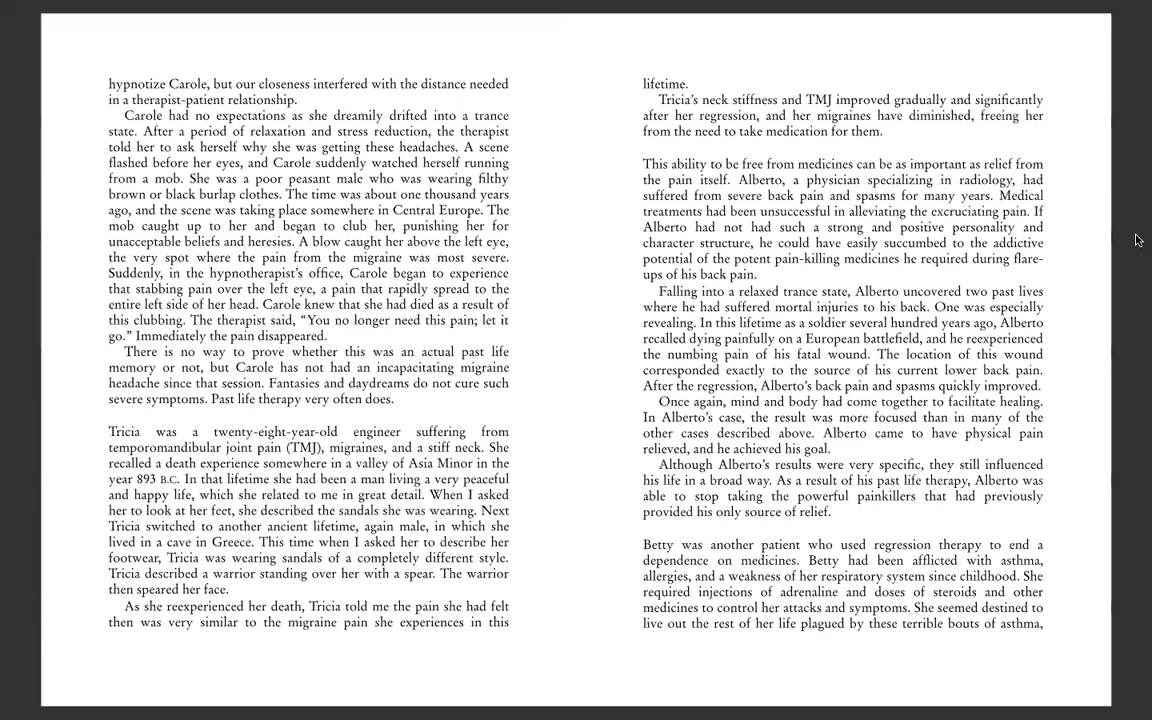 hypnotize Carole, but our closeness interfered with the distance needed
in a therapist-patient relationship.
Carole had no expectations as she dreamily drifted into a trance
state. After a period of relaxation and stress reduction, the therapist
told her to ask herself why she was getting these headaches. A scene
flashed before her eyes, and Carole suddenly watched herself running
from a mob. She was a poor peasant male who was wearing filthy
brown or black burlap clothes. The time was about one thousand years
ago, and the scene was taking place somewhere in Central Europe. The
mob caught up to her and began to club her, punishing her for
unacceptable beliefs and heresies. A blow caught her above the left eye,
the very spot where the pain from the migraine was most severe.
Suddenly, in the hypnotherapist’s office, Carole began to experience
that stabbing pain over the left eye, a pain that rapidly spread to the
entire left side of her head. Carole knew that she had died as a result of
this clubbing. The therapist said, “You no longer need this pain; let it
go.” Immediately the pain disappeared.
There is no way to prove whether this was an actual past life
memory or not, but Carole has not had an incapacitating migraine
headache since that session. Fantasies and daydreams do not cure such
severe symptoms. Past life therapy very often does.
Tricia was a twenty-eight-year-old engineer suffering from
temporomandibular joint pain (TMJ), migraines, and a stiff neck. She
recalled a death experience somewhere in a valley of Asia Minor in the
year 893 B.C. In that lifetime she had been a man living a very peaceful
and happy life, which she related to me in great detail. When I asked
her to look at her feet, she described the sandals she was wearing. Next
Tricia switched to another ancient lifetime, again male, in which she
lived in a cave in Greece. This time when I asked her to describe her
footwear, Tricia was wearing sandals of a completely different style.
Tricia described a warrior standing over her with a spear. The warrior
then speared her face.
As she reexperienced her death, Tricia told me the pain she had felt
then was very similar to the migraine pain she experiences in this
lifetime.
Tricia’s neck stiffness and TMJ improved gradually and significantly
after her regression, and her migraines have diminished, freeing her
from the need to take medication for them.
This ability to be free from medicines can be as important as relief from
the pain itself. Alberto, a physician specializing in radiology, had
suffered from severe back pain and spasms for many years. Medical
treatments had been unsuccessful in alleviating the excruciating pain. If
Alberto had not had such a strong and positive personality and
character structure, he could have easily succumbed to the addictive
potential of the potent pain-killing medicines he required during flare-
ups of his back pain.
Falling into a relaxed trance state, Alberto uncovered two past lives
where he had suffered mortal injuries to his back. One was especially
revealing. In this lifetime as a soldier several hundred years ago, Alberto
recalled dying painfully on a European battlefield, and he reexperienced
the numbing pain of his fatal wound. The location of this wound
corresponded exactly to the source of his current lower back pain.
After the regression, Alberto’s back pain and spasms quickly improved.
Once again, mind and body had come together to facilitate healing.
In Alberto’s case, the result was more focused than in many of the
other cases described above. Alberto came to have physical pain
relieved, and he achieved his goal.
Although Alberto’s results were very specific, they still influenced
his life in a broad way. As a result of his past life therapy, Alberto was
able to stop taking the powerful painkillers that had previously
provided his only source of relief.
Betty was another patient who used regression therapy to end a
dependence on medicines. Betty had been afflicted with asthma,
allergies, and a weakness of her respiratory system since childhood. She
required injections of adrenaline and doses of steroids and other
medicines to control her attacks and symptoms. She seemed destined to
live out the rest of her life plagued by these terrible bouts of asthma,